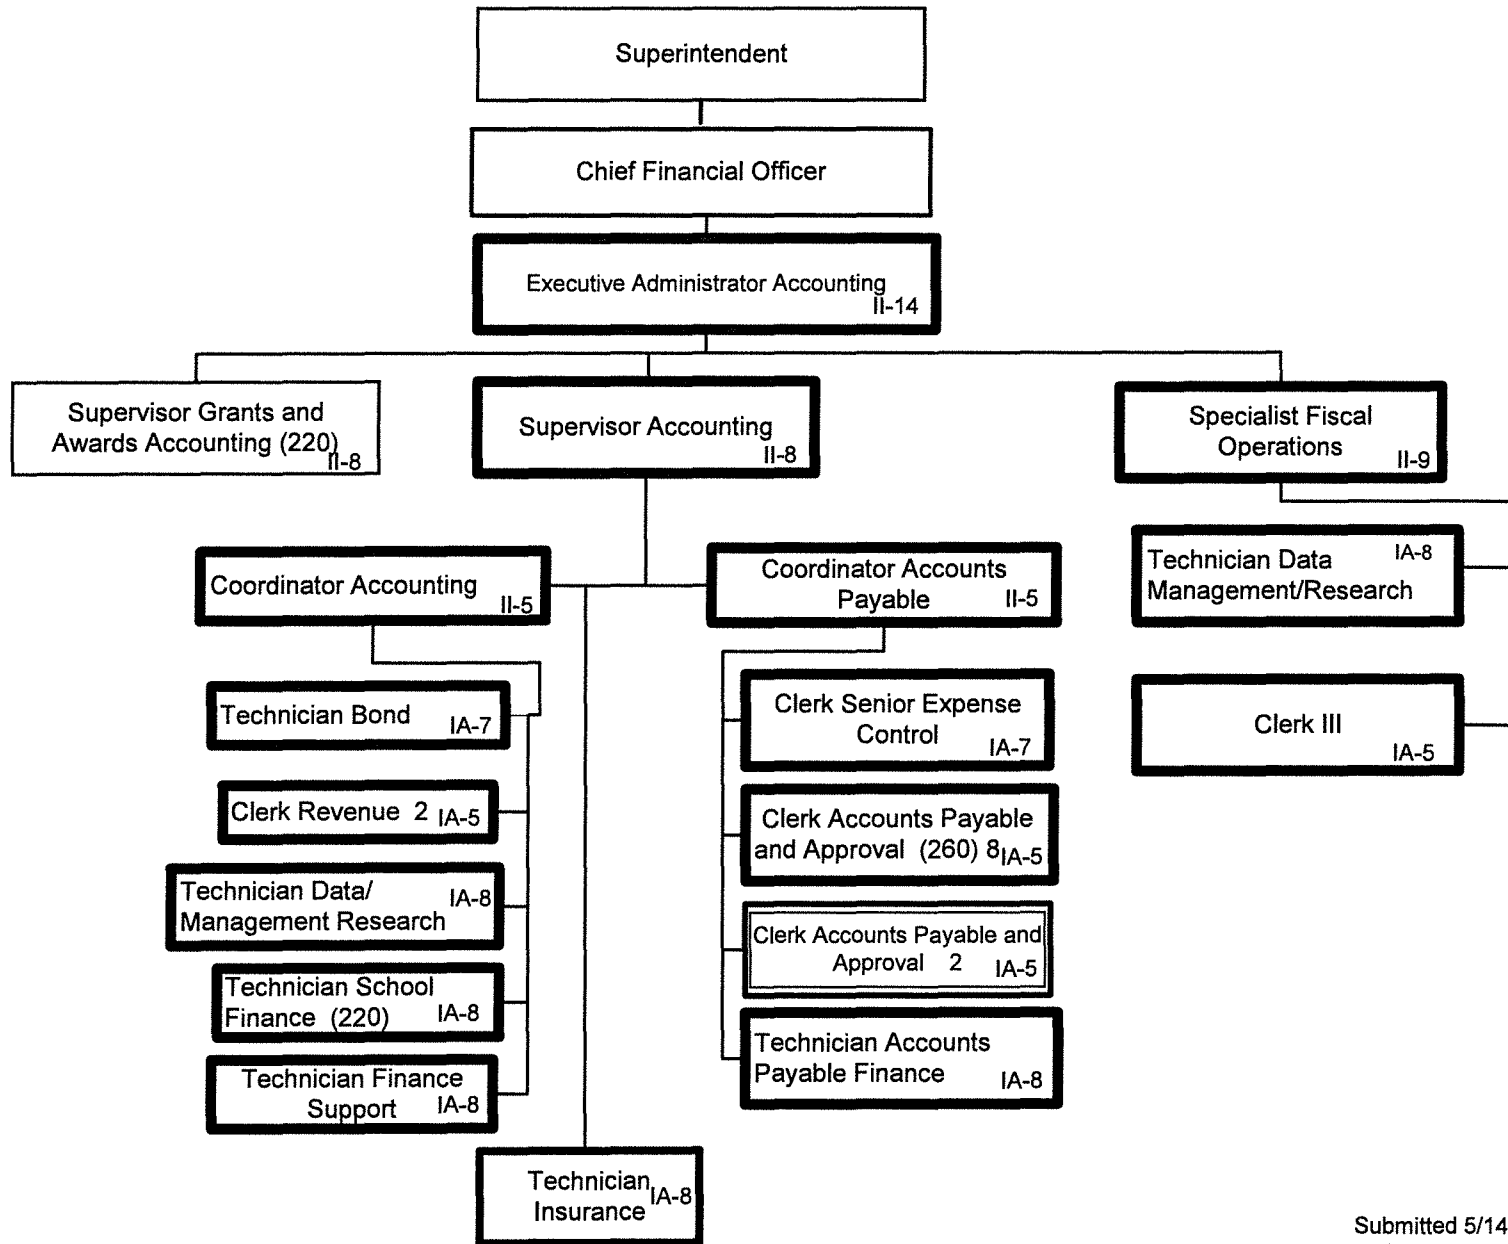 Superintendent
Chief Financial Officer
Executive Administrator Accounting
II-14
Supervisor Grants and
Awards Accounting (220)
II-8
Supervisor Accounting
II-8
Specialist Fiscal
Operations
II-9
Coordinator Accounting
II-5
Coordinator Accounts
Payable II-5
Technician Data IA-8
Management/Research
Clerk III
IA-5
Technician Bond IA-7
Clerk Revenue 2 IA-5
Technician Data/ IA-8
Management Research
Technician School
Finance (220) IA-8
Technician Finance
Support IA-8
Clerk Senior Expense
Control
IA-7
Clerk Accounts Payable
and Approval (260) 8 IA-5
Clerk Accounts Payable and
Approval 2 IA-5
Technician Accounts
Payable Finance IA-8
Technician IA-8
Insurance
Submitted 5/14